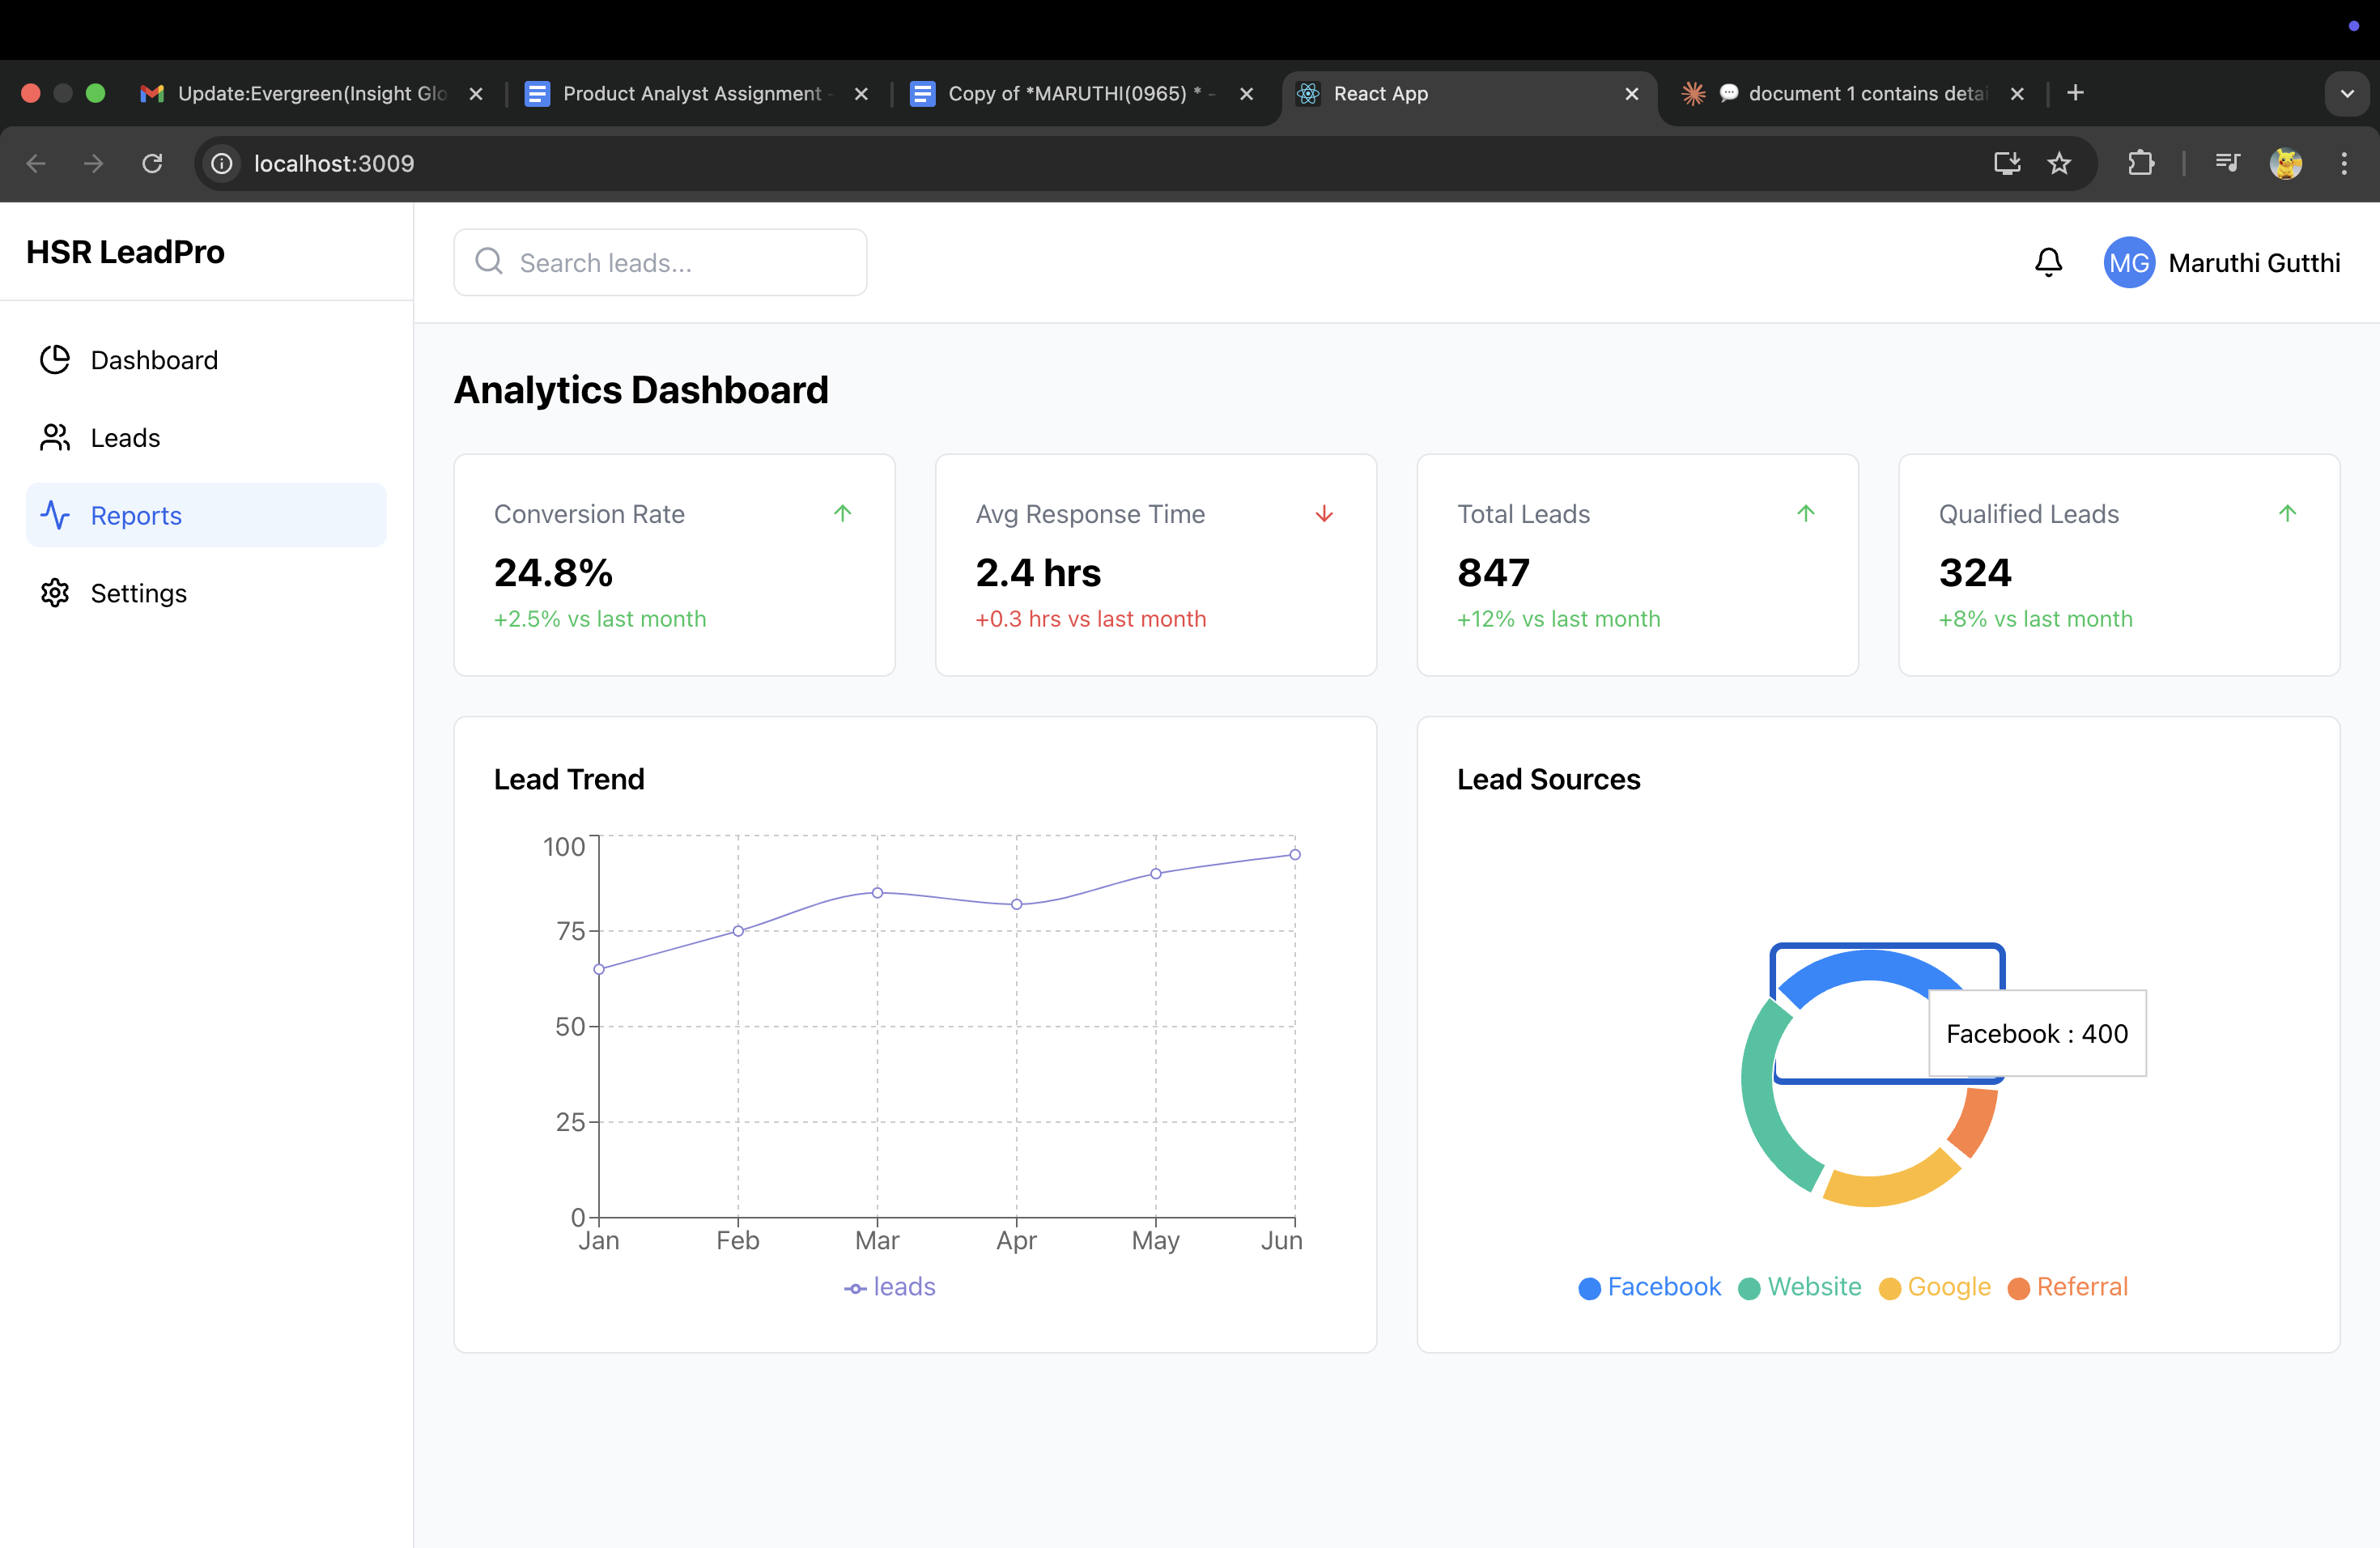 Update:Evergreen(Insight Glo
Product Analyst Assignment -
Copy of *MARUTHI(0965) * -
React App
💬 document 1 contains detai
localhost:3009
HSR LeadPro
Search leads...
MG
Maruthi Gutthi
Dashboard
Leads
Reports
Settings
Analytics Dashboard
Conversion Rate
24.8%
+2.5% vs last month
Avg Response Time
2.4 hrs
+0.3 hrs vs last month
Total Leads
847
+12% vs last month
Qualified Leads
324
+8% vs last month
Lead Trend
100
75
50
25
0
Jan Feb Mar Apr May Jun
leads
Lead Sources
Facebook : 400
Facebook Website Google Referral